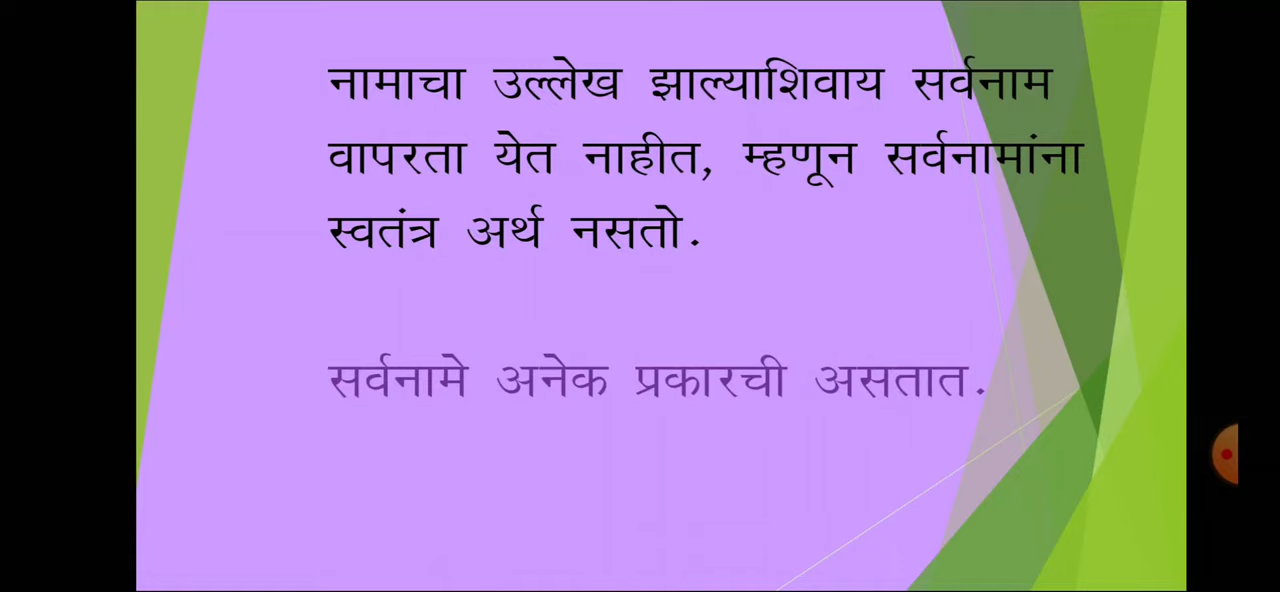 नामाचा उल्लेख झाल्याशिवाय सर्वनाम
वापरता येत नाहीत, म्हणून सर्वनामांना
स्वतंत्र अर्थ नसतो.
सर्वनामे अनेक प्रकारची असतात.